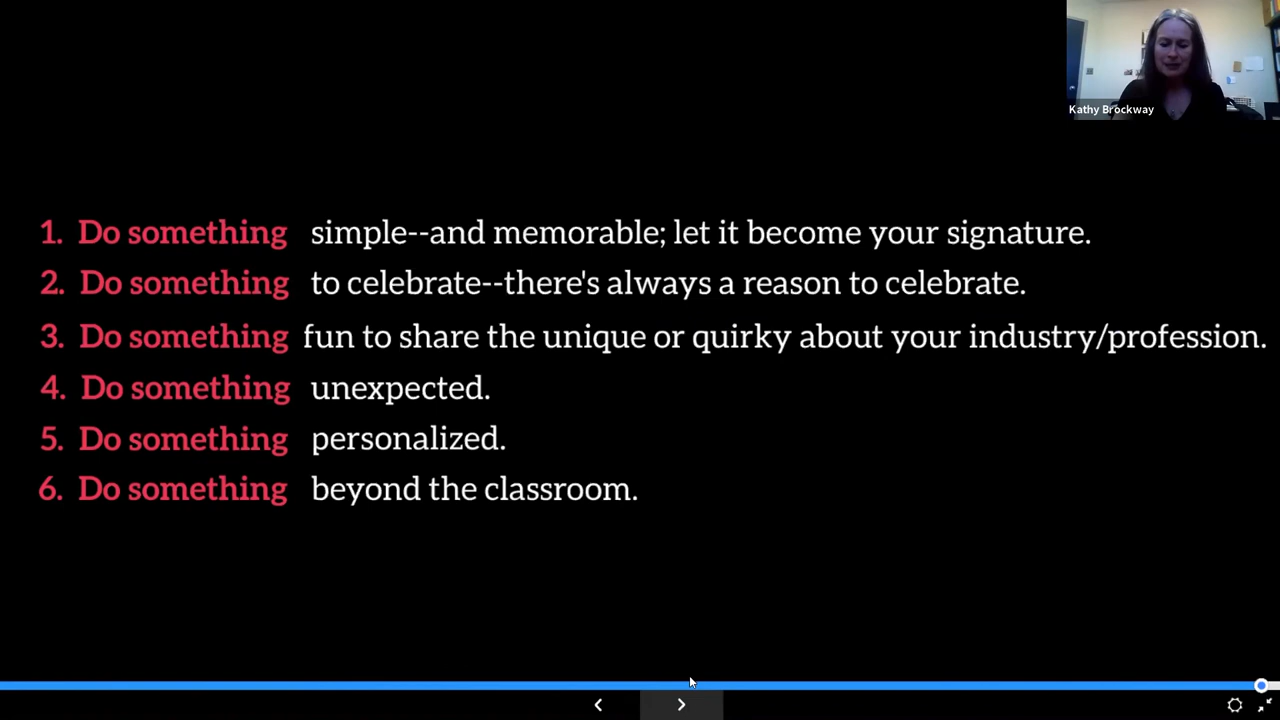 Kathy Brockway
1. Do something simple--and memorable; let it become your signature.
2. Do something to celebrate--there's always a reason to celebrate.
3. Do something fun to share the unique or quirky about your industry/profession.
4. Do something unexpected.
5. Do something personalized.
6. Do something beyond the classroom.